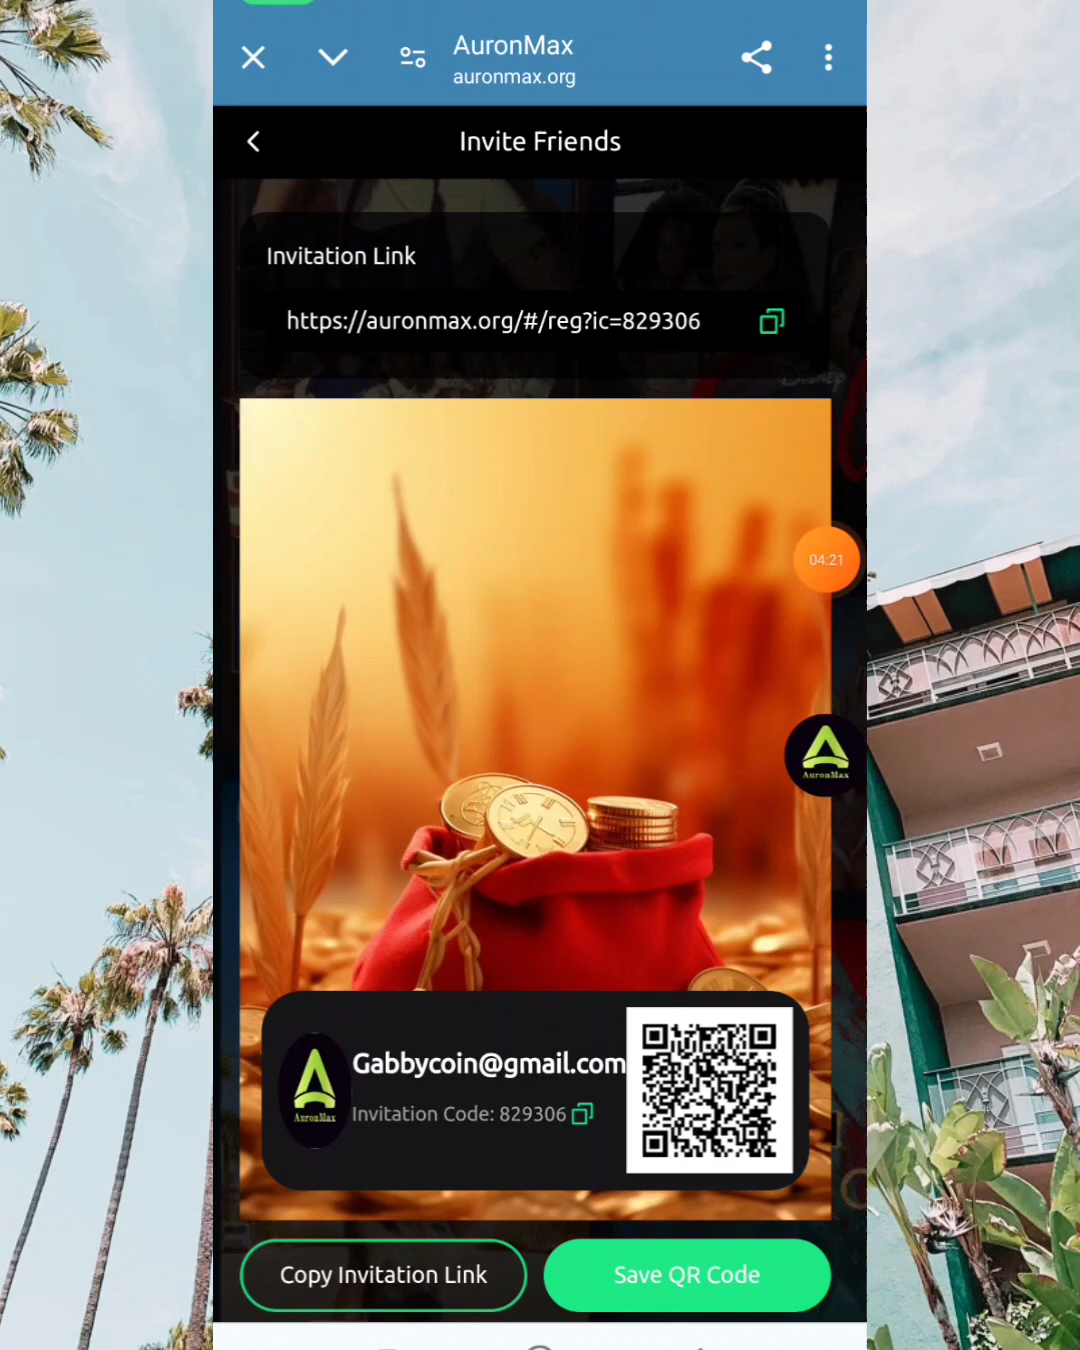 AuronMax
auronmax.org
Invite Friends
Invitation Link
https://auronmax.org/#/reg?ic=829306
04:21
AuronMax
Gabbycoin@gmail.com
AuronMax
Invitation Code: 829306
Copy Invitation Link
Save QR Code